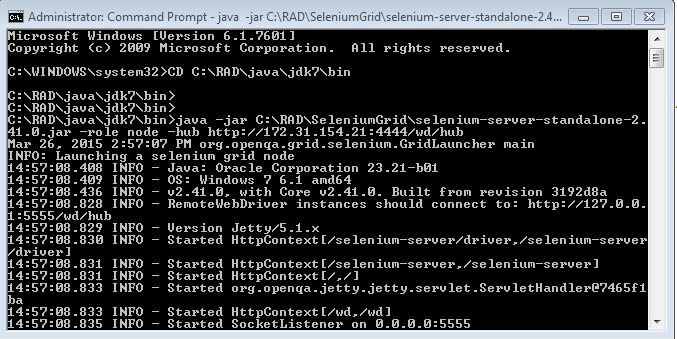 Administrator: Command Prompt - java -jar C:\RAD\SeleniumGrid\selenium-server-standalone-2.4...
Microsoft Windows [Version 6.1.7601]
Copyright (c) 2009 Microsoft Corporation.  All rights reserved.
C:\WINDOWS\system32>CD C:\RAD\java\jdk7\bin
C:\RAD\java\jdk7\bin>
C:\RAD\java\jdk7\bin>
C:\RAD\java\jdk7\bin>java -jar C:\RAD\SeleniumGrid\selenium-server-standalone-2.
41.0.jar -role node -hub http://172.31.154.21:4444/wd/hub
Mar 26, 2015 2:57:07 PM org.openqa.grid.selenium.GridLauncher main
INFO: Launching a selenium grid node
14:57:08.408 INFO - Java: Oracle Corporation 23.21-b01
14:57:08.409 INFO - OS: Windows 7 6.1 amd64
14:57:08.436 INFO - v2.41.0, with Core v2.41.0. Built from revision 3192d8a
14:57:08.828 INFO - RemoteWebDriver instances should connect to: http://127.0.0.
1:5555/wd/hub
14:57:08.829 INFO - Version Jetty/5.1.x
14:57:08.830 INFO - Started HttpContext[/selenium-server/driver,/selenium-server
/driver]
14:57:08.831 INFO - Started HttpContext[/selenium-server,/selenium-server]
14:57:08.831 INFO - Started HttpContext[/,/]
14:57:08.833 INFO - Started org.openqa.jetty.jetty.servlet.ServletHandler@7465f1
ba
14:57:08.833 INFO - Started HttpContext[/wd,/wd]
14:57:08.835 INFO - Started SocketListener on 0.0.0.0:5555